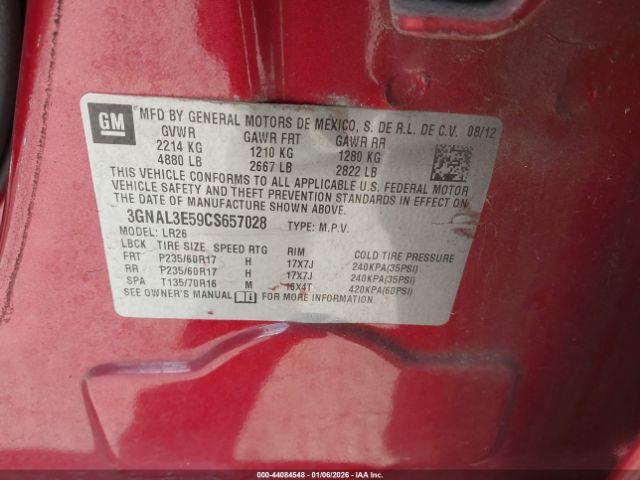 GM
MFD BY GENERAL MOTORS DE MEXICO, S. DE R.L. DE C.V. 08/12
GVWR GAWR FRT GAWR RR
2214 KG 1210 KG 1280 KG
4880 LB 2667 LB 2822 LB
THIS VEHICLE CONFORMS TO ALL APPLICABLE U.S. FEDERAL MOTOR
VEHICLE SAFETY AND THEFT PREVENTION STANDARDS IN EFFECT ON
THE DATE OF MANUFACTURE SHOWN ABOVE.
3GNAL3E59CS657028 TYPE: M.P.V.
MODEL: LR26
LBCK TIRE SIZE SPEED RTG RIM COLD TIRE PRESSURE
FRT P235/60R17 H 17X7J 240KPA(35PSI)
RR P235/60R17 H 17X7J 240KPA(35PSI)
SPA T135/70R16 M 16X4T 420KPA(60PSI)
SEE OWNER'S MANUAL FOR MORE INFORMATION
000-44084548 - 01/06/2026 - IAAI.COM